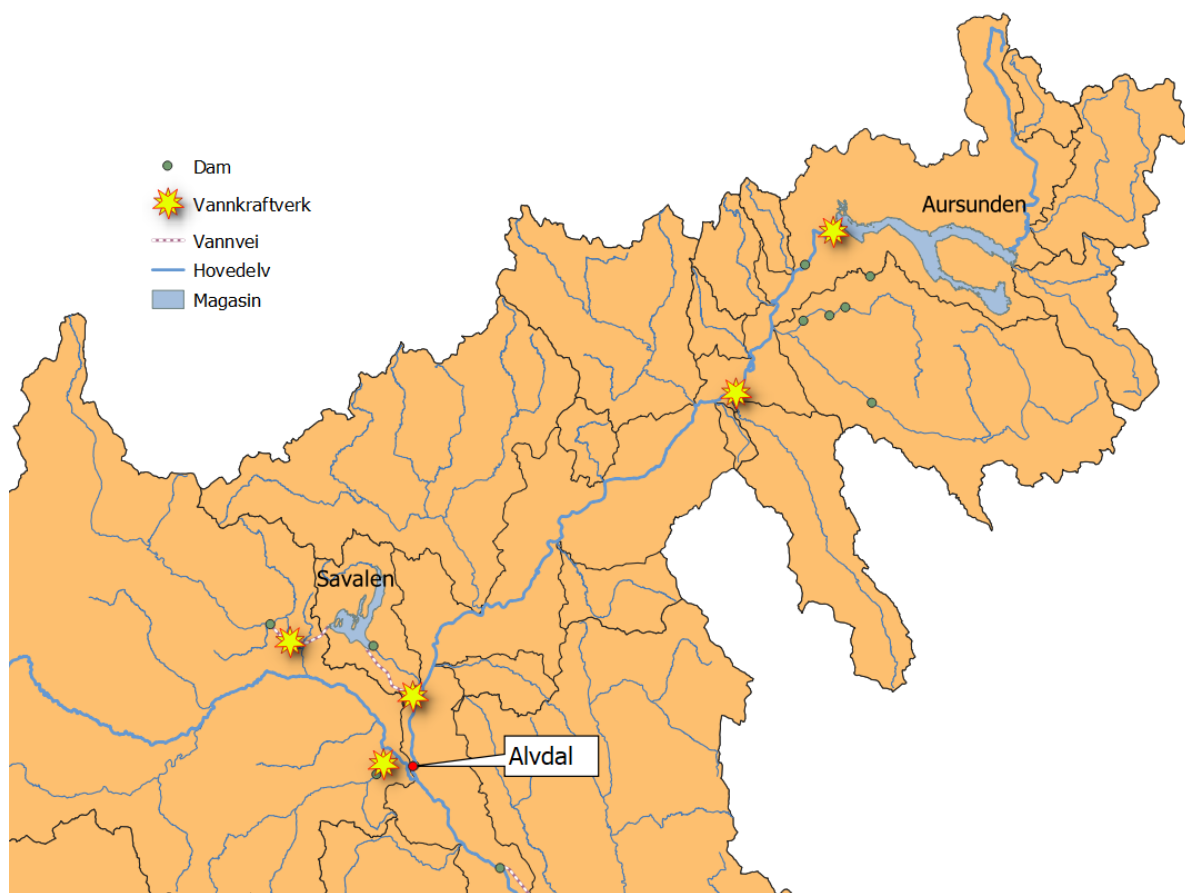 Dam
Vannkraftverk
Vannvei
Hovedelv
Magasin
Aursunden
Savalen
Alvdal